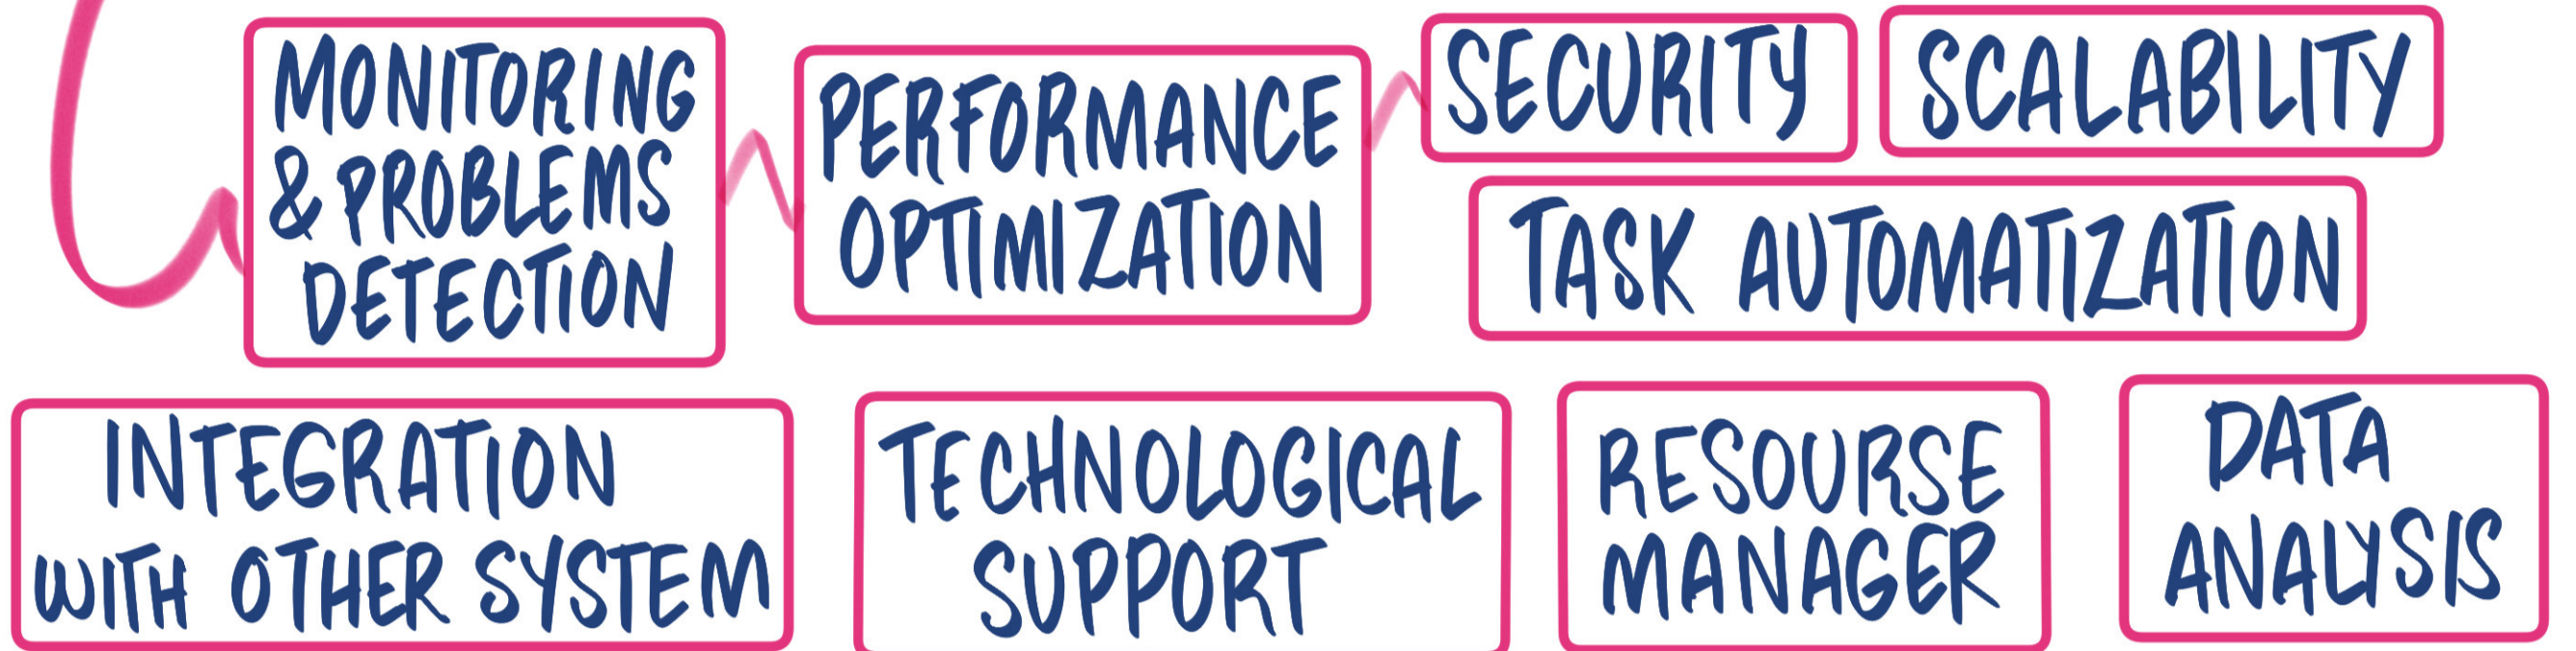 MONITORING
& PROBLEMS
DETECTION
PERFORMANCE
OPTIMIZATION
SECURITY
SCALABILITY
TASK AUTOMATIZATION
INTEGRATION
WITH OTHER SYSTEM
TECHNOLOGICAL
SUPPORT
RESOURSE
MANAGER
DATA
ANALYSIS